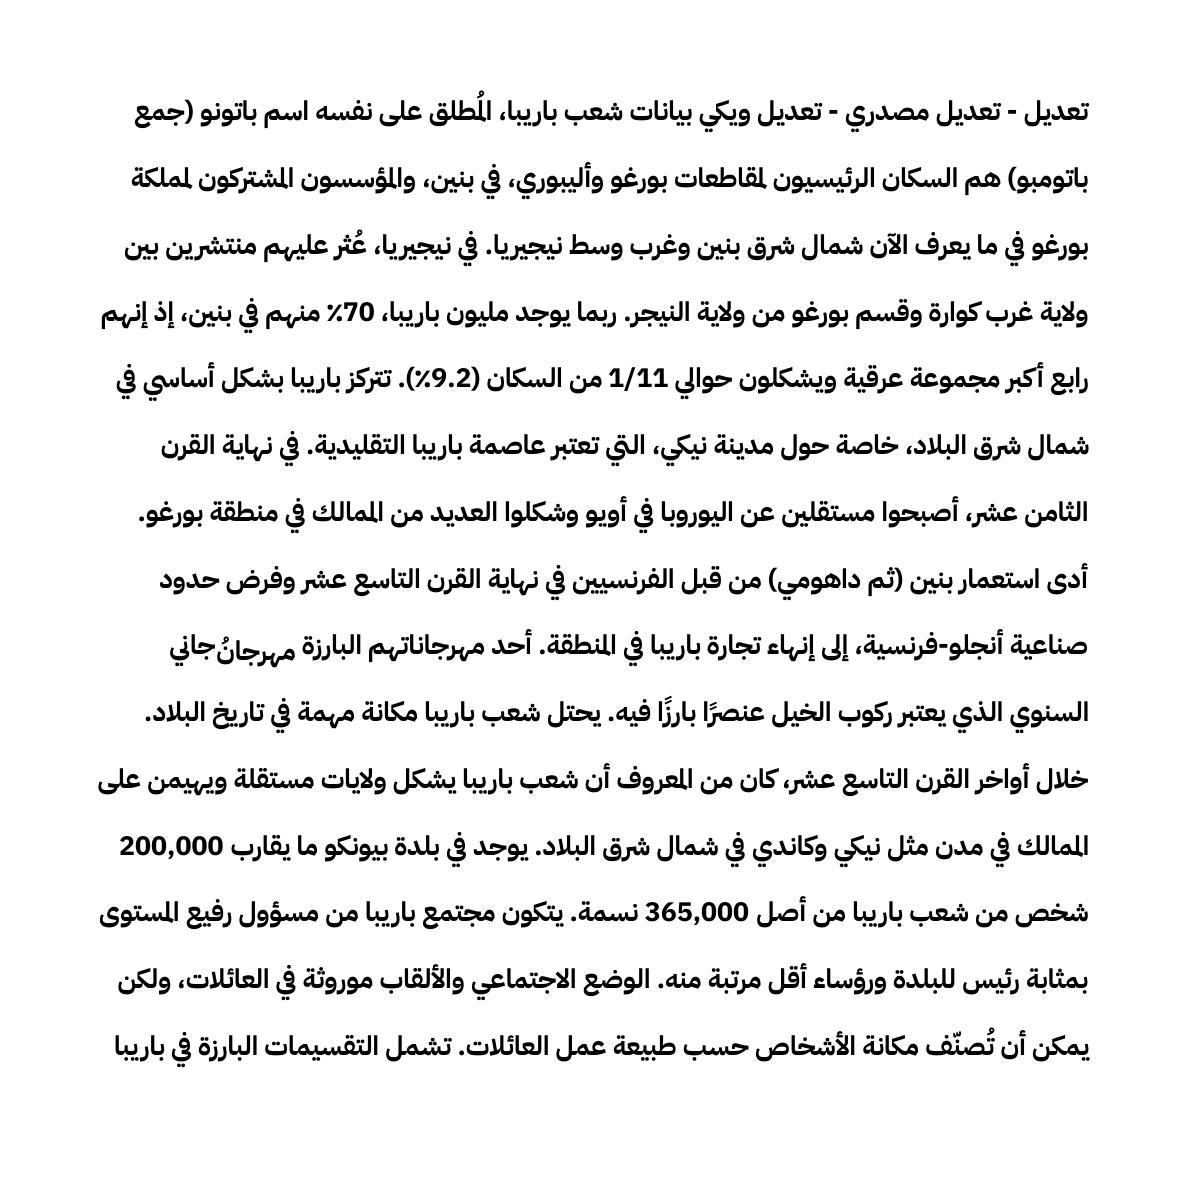 تعديل - تعديل مصدري - تعديل ويكي بيانات شعب باريبا، المُطلق على نفسه اسم باتونو (جمع
باتومبو) هم السكان الرئيسيون لمقاطعات بورغو وأليبوري، في بنين، والمؤسسون المشتركون لمملكة
بورغو في ما يعرف الآن شمال شرق بنين وغرب وسط نيجيريا. في نيجيريا، عُثر عليهم منتشرين بين
ولاية غرب كوارة وقسم بورغو من ولاية النيجر. ربما يوجد مليون باريبا، 70٪ منهم في بنين، إذ إنهم
رابع أكبر مجموعة عرقية ويشكلون حوالي 1/11 من السكان (9.2٪). تتركز باريبا بشكل أساسي في
شمال شرق البلاد، خاصة حول مدينة نيكي، التي تعتبر عاصمة باريبا التقليدية. في نهاية القرن
الثامن عشر، أصبحوا مستقلين عن اليوروبا في أويو وشكلوا العديد من الممالك في منطقة بورغو.
أدى استعمار بنين (ثم داهومي) من قبل الفرنسيين في نهاية القرن التاسع عشر وفرض حدود
صناعية أنجلو-فرنسية، إلى إنهاء تجارة باريبا في المنطقة. أحد مهرجاناتهم البارزة مهرجانُ جاني
السنوي الذي يعتبر ركوب الخيل عنصرًا بارزًا فيه. يحتل شعب باريبا مكانة مهمة في تاريخ البلاد.
خلال أواخر القرن التاسع عشر، كان من المعروف أن شعب باريبا يشكل ولايات مستقلة ويهيمن على
الممالك في مدن مثل نيكي وكاندي في شمال شرق البلاد. يوجد في بلدة بيونكو ما يقارب 200,000
شخص من شعب باريبا من أصل 365,000 نسمة. يتكون مجتمع باريبا من مسؤول رفيع المستوى
بمثابة رئيس للبلدة ورؤساء أقل مرتبة منه. الوضع الاجتماعي والألقاب موروثة في العائلات، ولكن
يمكن أن تُصنّف مكانة الأشخاص حسب طبيعة عمل العائلات. تشمل التقسيمات البارزة في باريبا